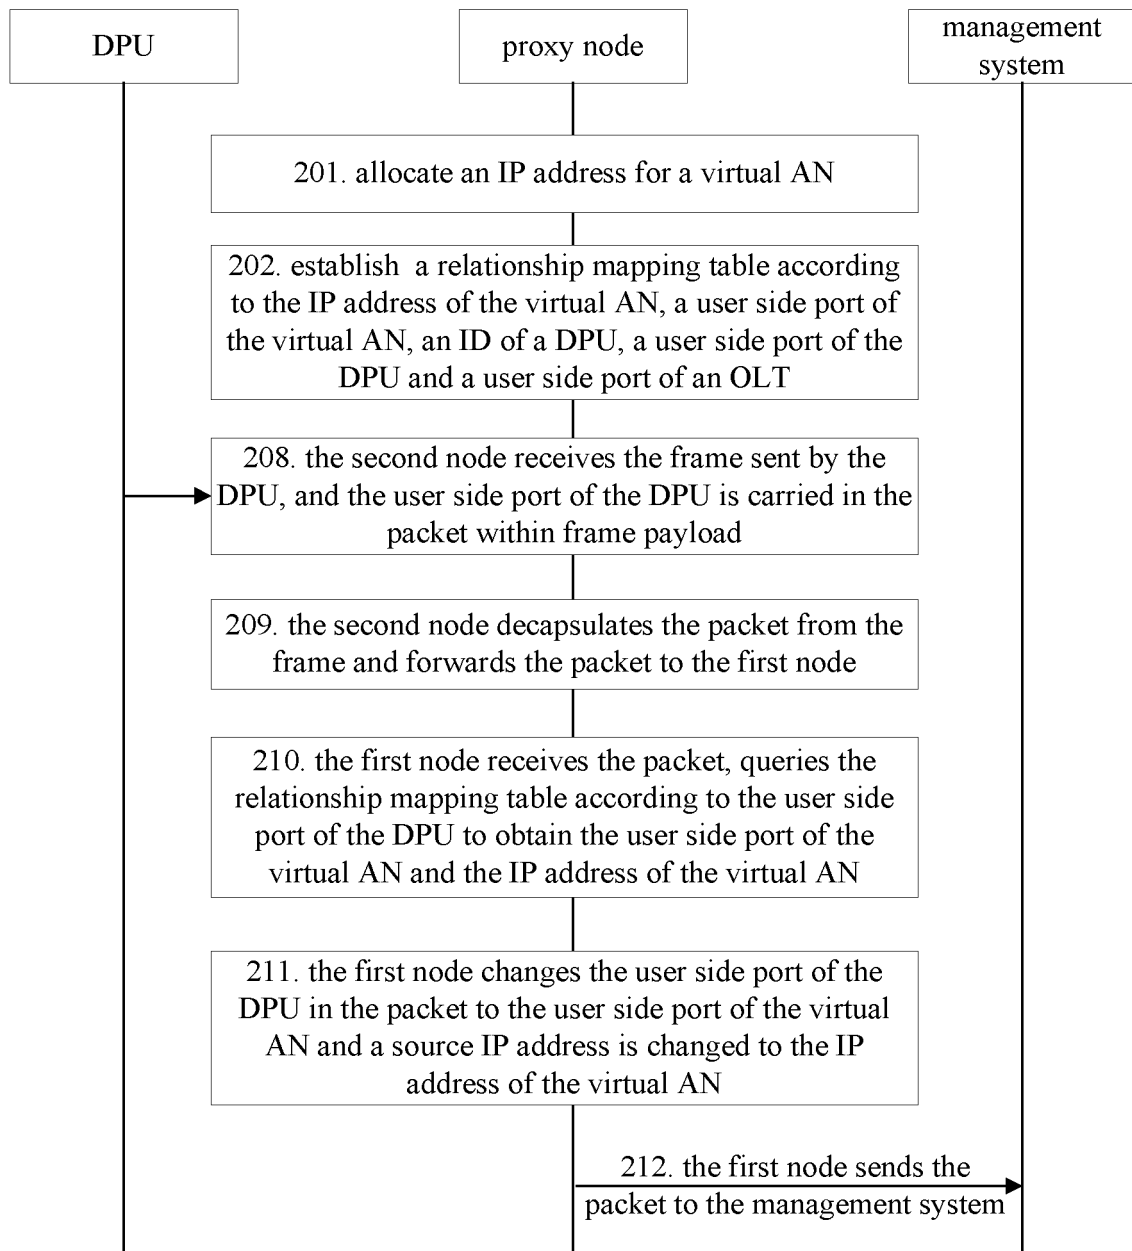 DPU
proxy node
management
system
201. allocate an IP address for a virtual AN
202. establish a relationship mapping table according
to the IP address of the virtual AN, a user side port of
the virtual AN, an ID of a DPU, a user side port of the
DPU and a user side port of an OLT
208. the second node receives the frame sent by the
DPU, and the user side port of the DPU is carried in the
packet within frame payload
209. the second node decapsulates the packet from the
frame and forwards the packet to the first node
210. the first node receives the packet, queries the
relationship mapping table according to the user side
port of the DPU to obtain the user side port of the
virtual AN and the IP address of the virtual AN
211. the first node changes the user side port of the
DPU in the packet to the user side port of the virtual
AN and a source IP address is changed to the IP
address of the virtual AN
212. the first node sends the
packet to the management system